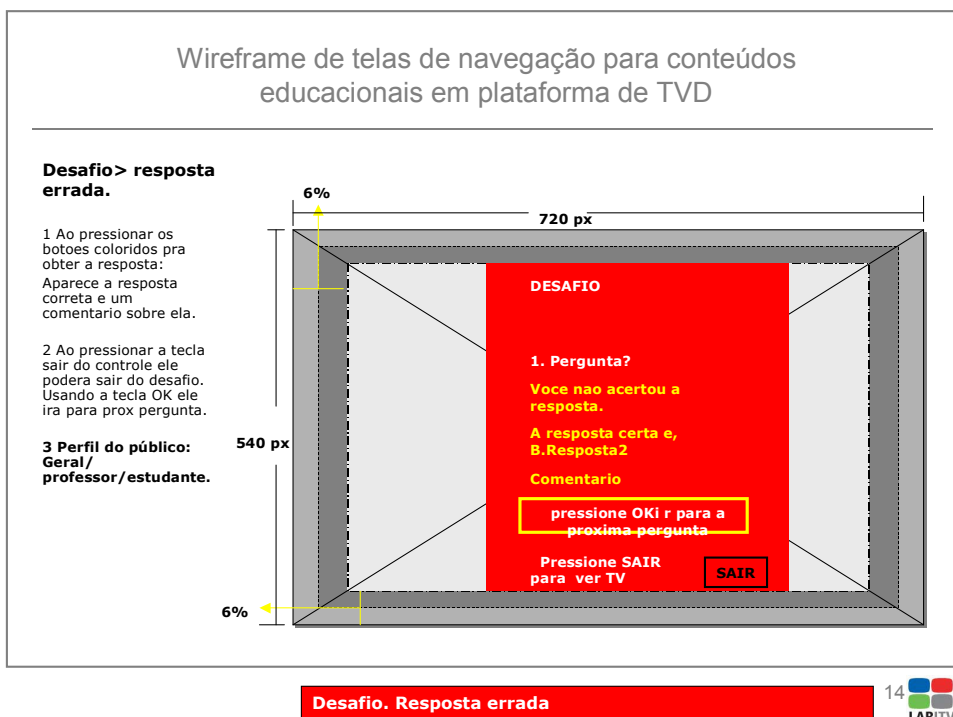 Wireframe de telas de navegação para conteúdos
educacionais em plataforma de TVD
Desafio> resposta
errada.
1 Ao pressionar os
botoes coloridos pra
obter a resposta:
Aparece a resposta
correta e um
comentario sobre ela.
2 Ao pressionar a tecla
sair do controle ele
podera sair do desafio.
Usando a tecla OK ele
ira para prox pergunta.
3 Perfil do público:
Geral/
professor/estudante.
6%
720 px
540 px
6%
DESAFIO
1. Pergunta?
Voce nao acertou a
resposta.
A resposta certa e,
B.Resposta2
Comentario
pressione OKi r para a
proxima pergunta
Pressione SAIR
para ver TV
SAIR
Desafio. Resposta errada
14
LABITV